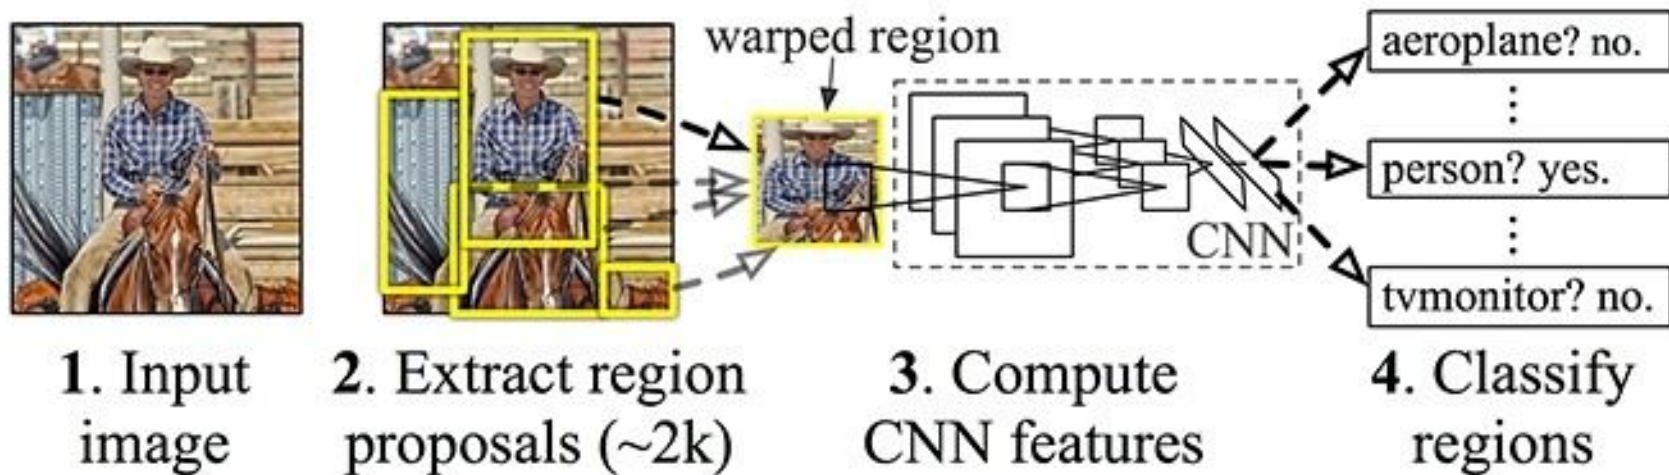 warped region
aeroplane? no.
person? yes.
CNN
tvmonitor? no.
1. Input
image
2. Extract region
proposals (~2k)
3. Compute
CNN features
4. Classify
regions